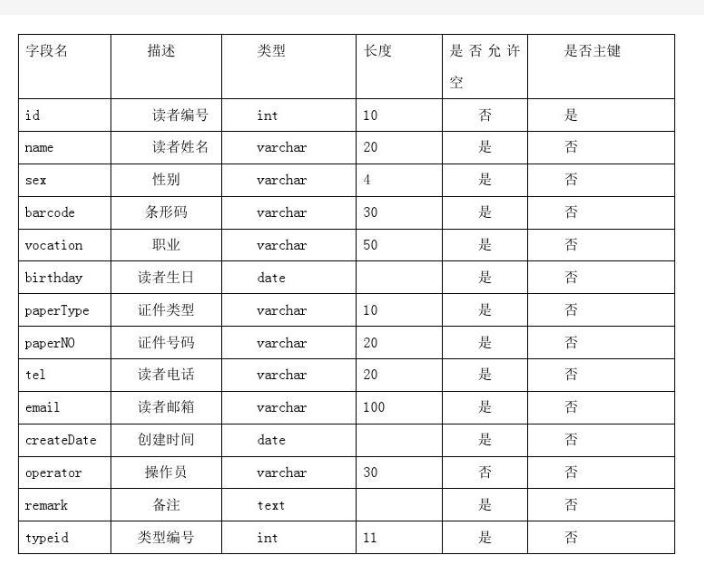 字段名 描述 类型 长度 是否允许空 是否主键
id 读者编号 int 10 否 是
name 读者姓名 varchar 20 是 否
sex 性别 varchar 4 是 否
barcode 条形码 varchar 30 是 否
vocation 职业 varchar 50 是 否
birthday 读者生日 date 是 否
paperType 证件类型 varchar 10 是 否
paperNO 证件号码 varchar 20 是 否
tel 读者电话 varchar 20 是 否
email 读者邮箱 varchar 100 是 否
createDate 创建时间 date 是 否
operator 操作员 varchar 30 否 否
remark 备注 text 是 否
typeid 类型编号 int 11 是 否